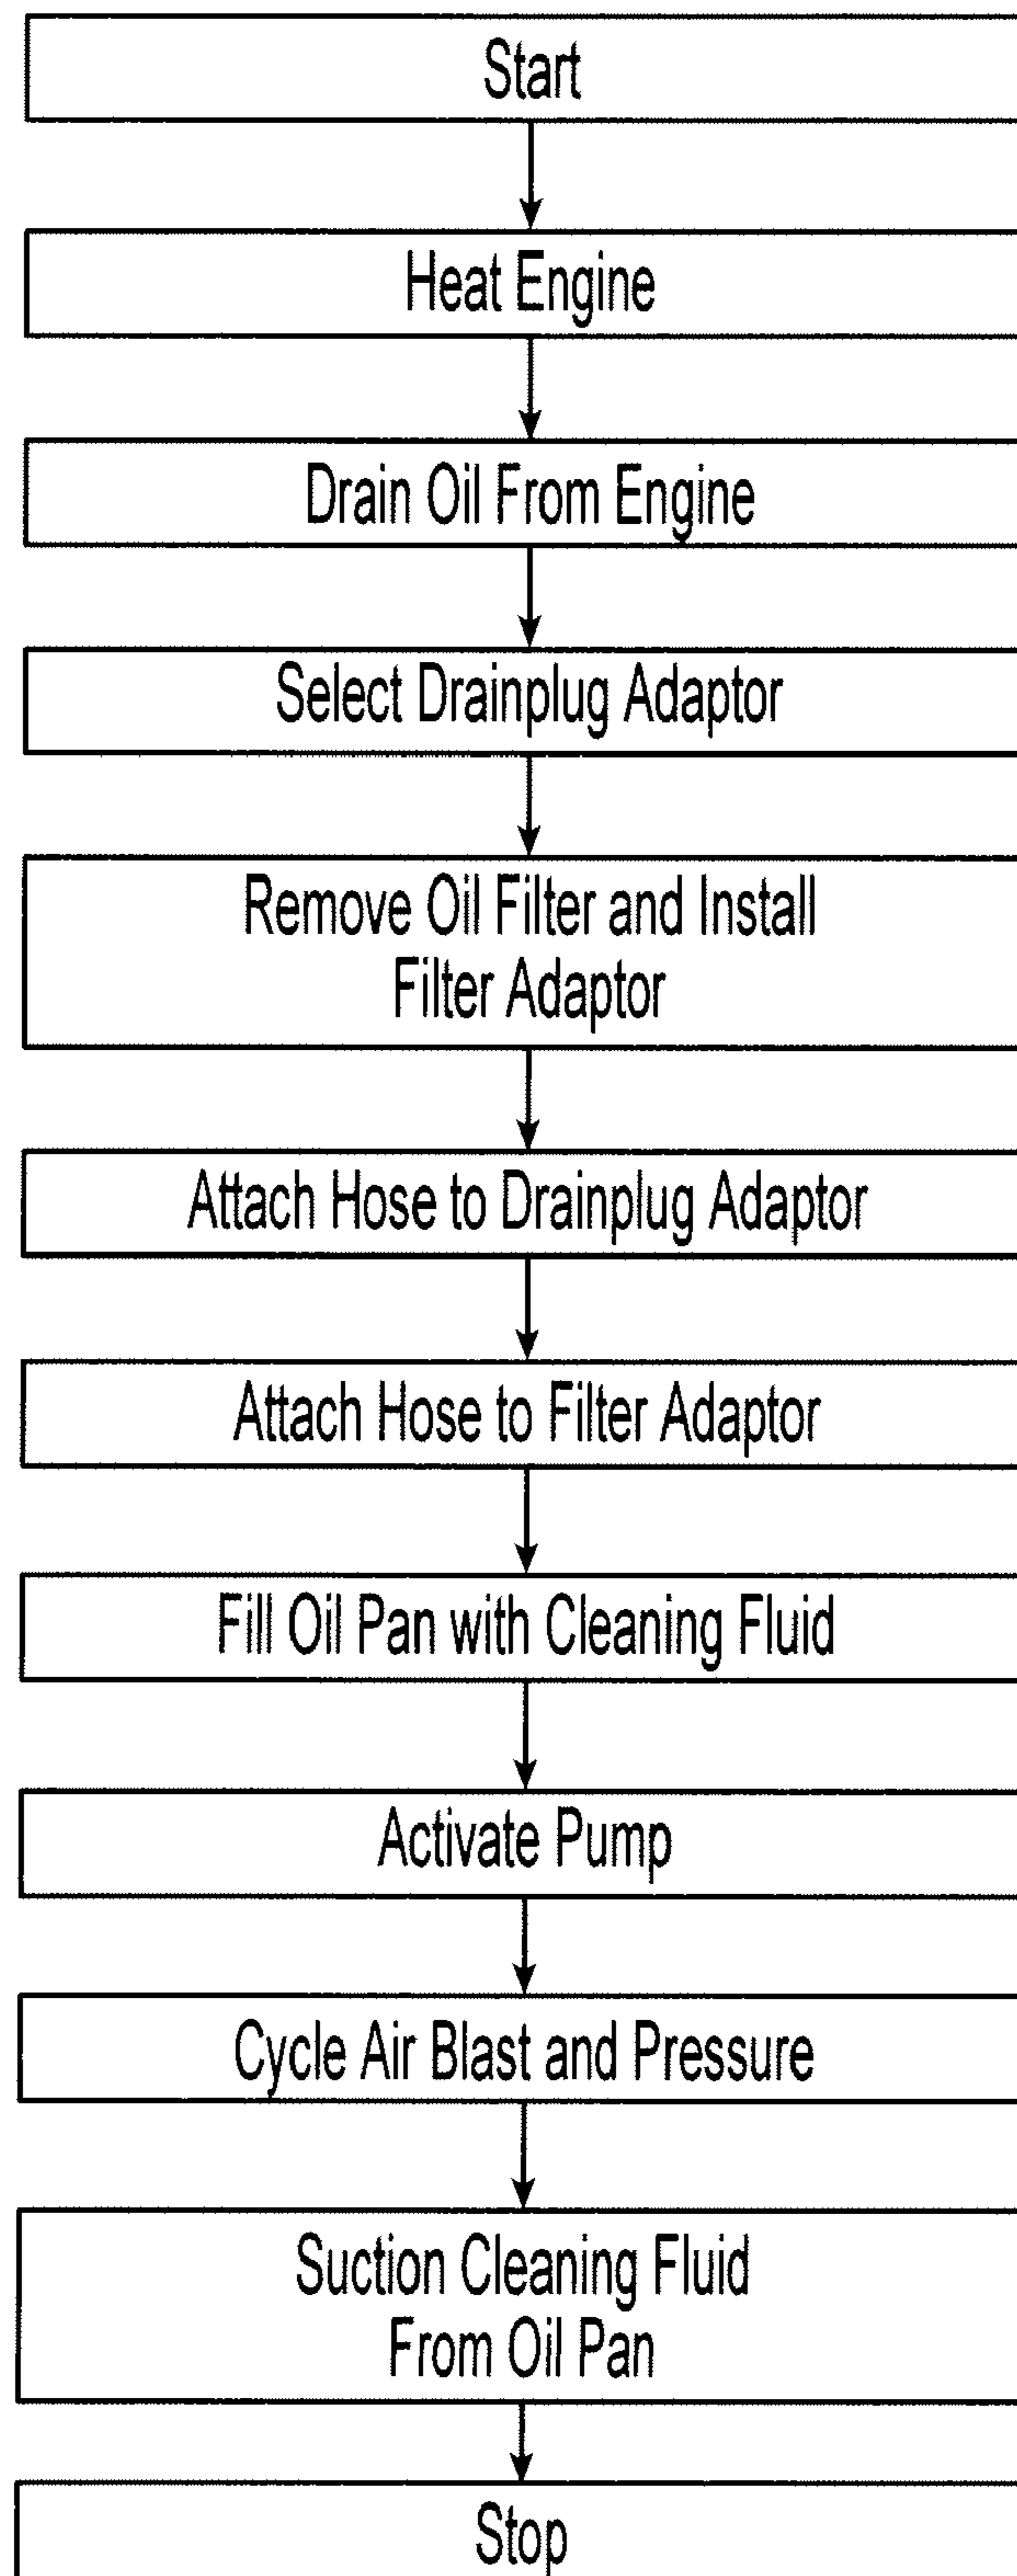 Start
Heat Engine
Drain Oil From Engine
Select Drainplug Adaptor
Remove Oil Filter and Install
Filter Adaptor
Attach Hose to Drainplug Adaptor
Attach Hose to Filter Adaptor
Fill Oil Pan with Cleaning Fluid
Activate Pump
Cycle Air Blast and Pressure
Suction Cleaning Fluid
From Oil Pan
Stop